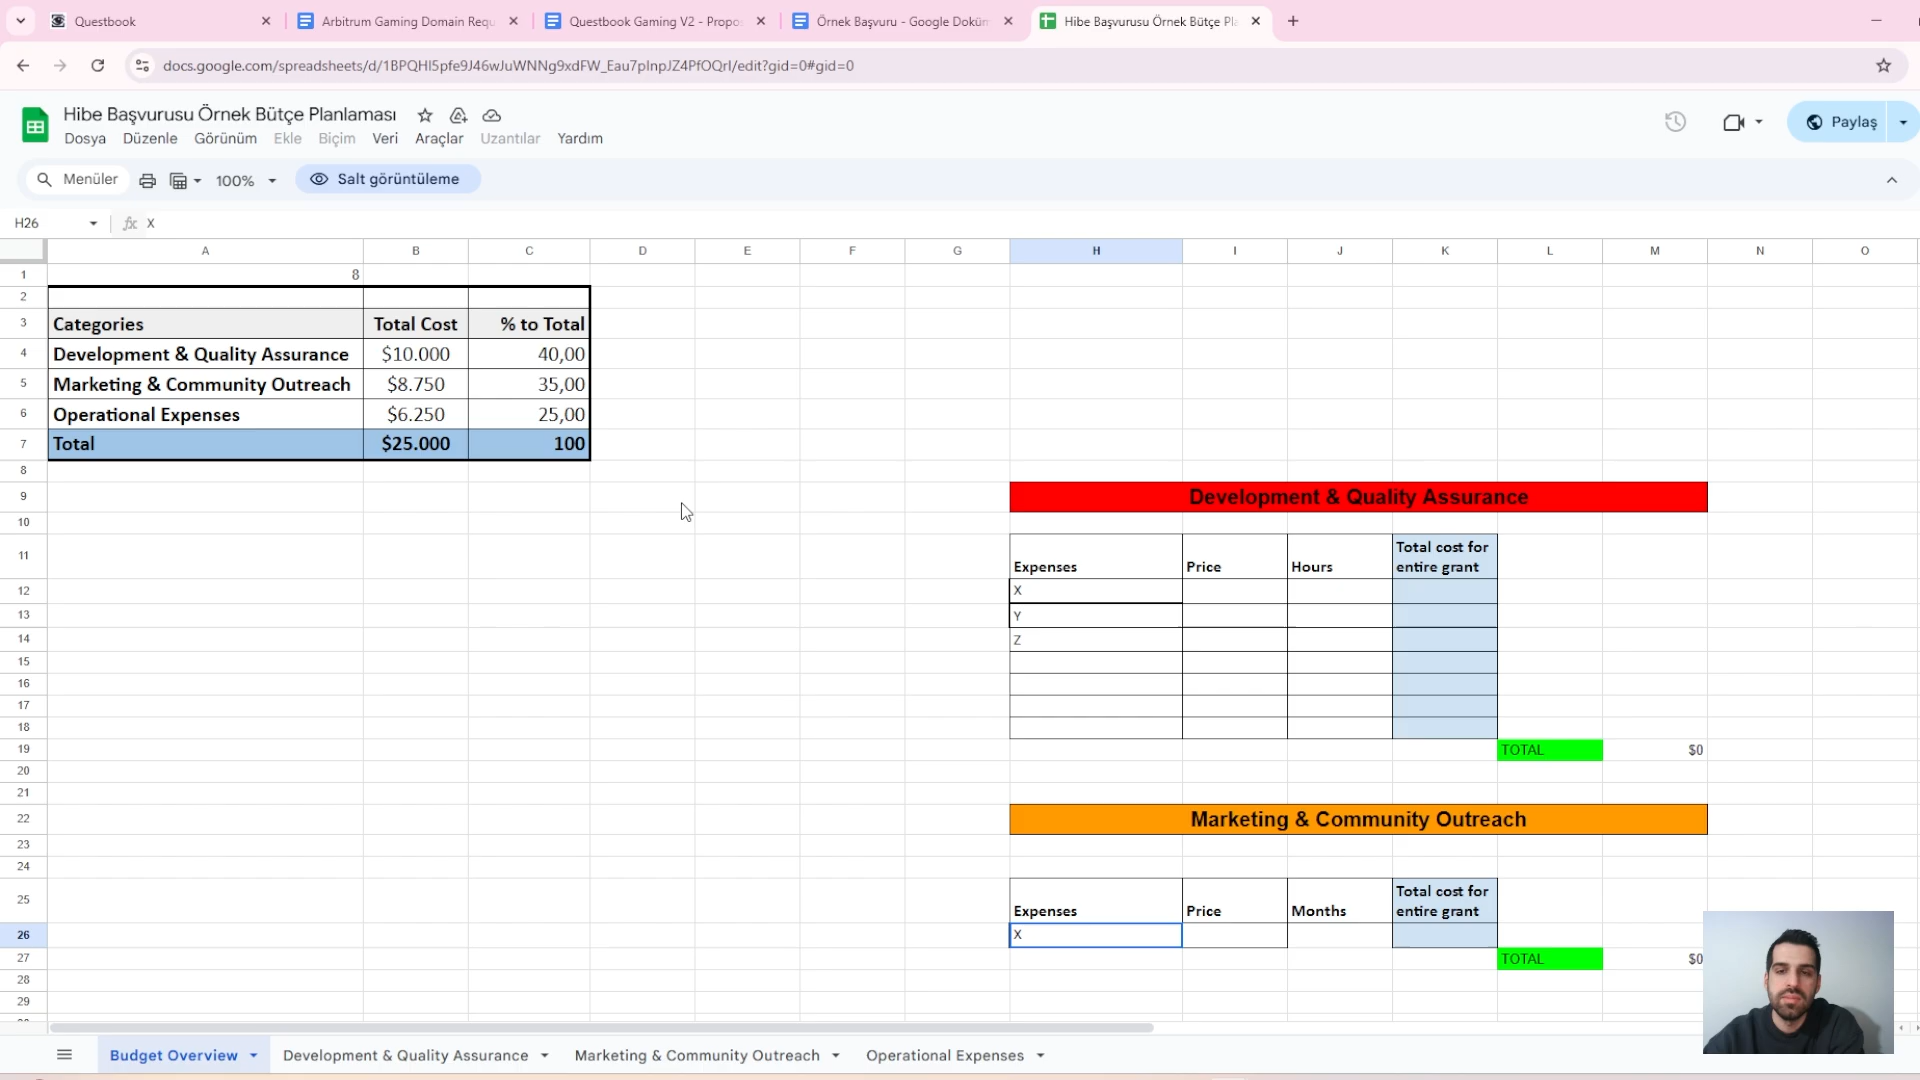 Questbook
Arbitrum Gaming Domain Requ
Questbook Gaming V2 - Propo
Örnek Başvuru - Google Doküm
Hibe Başvurusu Örnek Bütçe Pla
docs.google.com/spreadsheets/d/1BPQHI5pfe9J46wJuWNNg9xdFW_Eau7pInpJZ4PfOQrI/edit?gid=0#gid=0
Hibe Başvurusu Örnek Bütçe Planlaması
Dosya Düzenle Görünüm Ekle Biçim Veri Araçlar Uzantılar Yardım
Paylaş
Menüler 100% Salt görüntüleme
H26 fx X
A B C D E F G H I J K L M N O
1 8
2
3 Categories Total Cost % to Total
4 Development & Quality Assurance $10.000 40,00
5 Marketing & Community Outreach $8.750 35,00
6 Operational Expenses $6.250 25,00
7 Total $25.000 100
8
9 Development & Quality Assurance
10
11 Expenses Price Hours Total cost for entire grant
12 X
13 Y
14 Z
15
16
17
18
19 TOTAL $0
20
21
22 Marketing & Community Outreach
23
24
25 Expenses Price Months Total cost for entire grant
26 X
27 TOTAL $0
28
29
Budget Overview Development & Quality Assurance Marketing & Community Outreach Operational Expenses